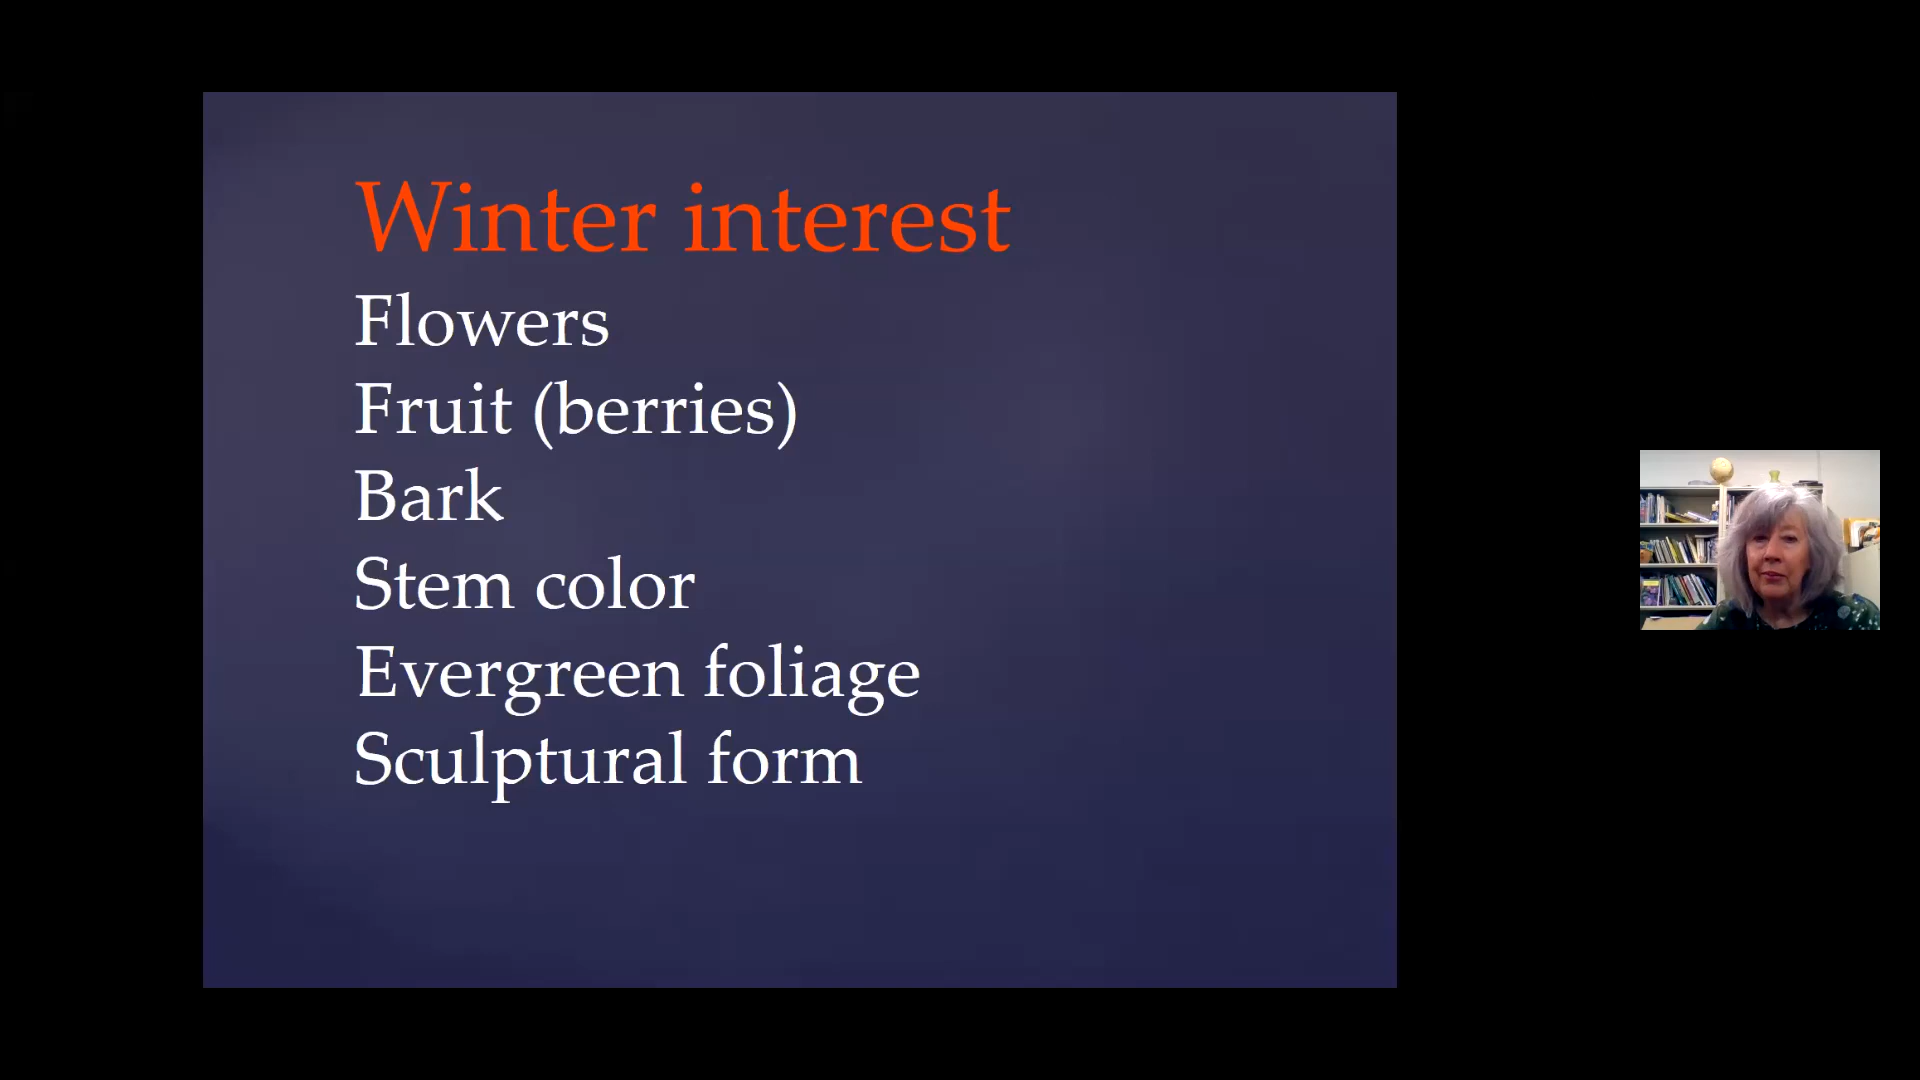 Winter interest
Flowers
Fruit (berries)
Bark
Stem color
Evergreen foliage
Sculptural form